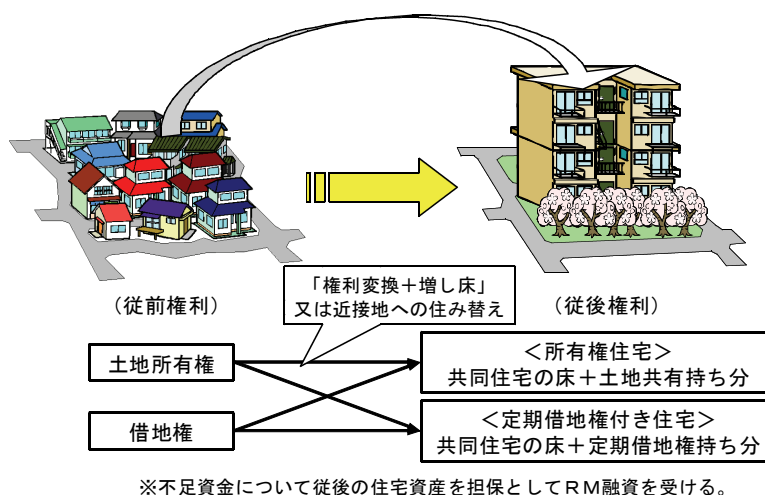 （従前権利）
「権利変換＋増し床」
又は近接地への住み替え
（従後権利）
土地所有権
＜所有権住宅＞
共同住宅の床＋土地共有持ち分
借地権
＜定期借地権付き住宅＞
共同住宅の床＋定期借地権持ち分
※不足資金について従後の住宅資産を担保としてＲＭ融資を受ける。